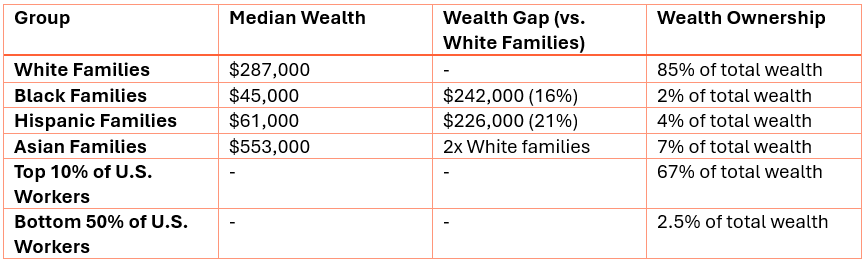 Group Median Wealth Wealth Gap (vs. Wealth Ownership
White Families)
White Families $287,000 - 85% of total wealth
Black Families $45,000 $242,000 (16%) 2% of total wealth
Hispanic Families $61,000 $226,000 (21%) 4% of total wealth
Asian Families $553,000 2x White families 7% of total wealth
Top 10% of U.S. - - 67% of total wealth
Workers
Bottom 50% of U.S. - - 2.5% of total wealth
Workers